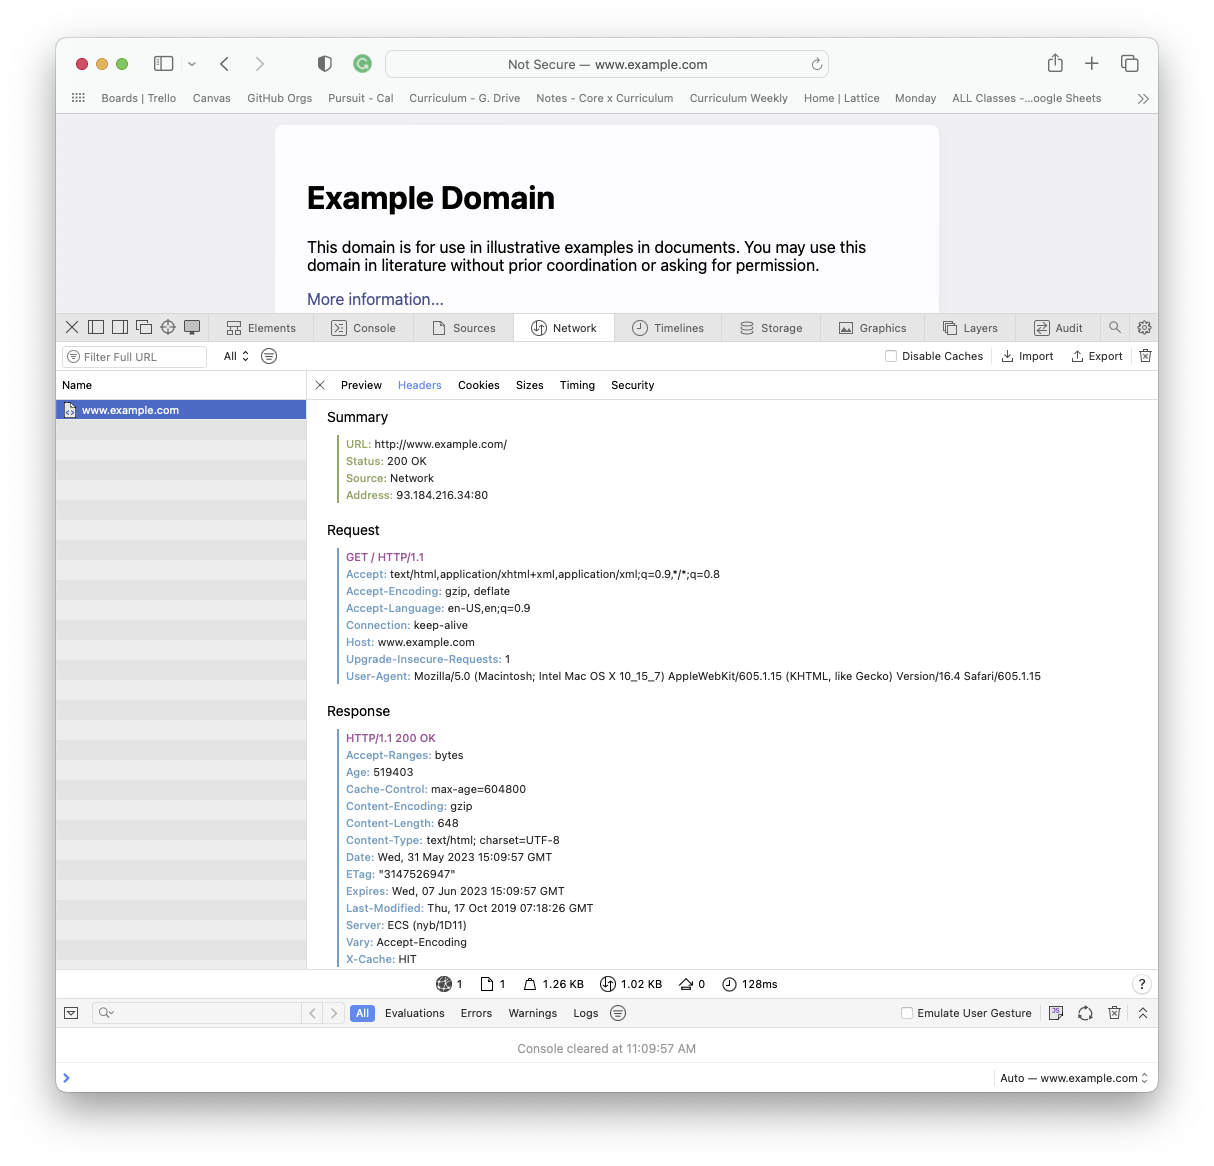 Not Secure — www.example.com
Boards | Trello Canvas GitHub Orgs Pursuit - Cal Curriculum - G. Drive Notes - Core x Curriculum Curriculum Weekly Home | Lattice Monday ALL Classes -...oogle Sheets
Example Domain
This domain is for use in illustrative examples in documents. You may use this
domain in literature without prior coordination or asking for permission.
More information...
Elements Console Sources Network Timelines Storage Graphics Layers Audit
Filter Full URL All Disable Caches Import Export
Name Preview Headers Cookies Sizes Timing Security
www.example.com
Summary
URL: http://www.example.com/
Status: 200 OK
Source: Network
Address: 93.184.216.34:80
Request
GET / HTTP/1.1
Accept: text/html,application/xhtml+xml,application/xml;q=0.9,*/*;q=0.8
Accept-Encoding: gzip, deflate
Accept-Language: en-US,en;q=0.9
Connection: keep-alive
Host: www.example.com
Upgrade-Insecure-Requests: 1
User-Agent: Mozilla/5.0 (Macintosh; Intel Mac OS X 10_15_7) AppleWebKit/605.1.15 (KHTML, like Gecko) Version/16.4 Safari/605.1.15
Response
HTTP/1.1 200 OK
Accept-Ranges: bytes
Age: 519403
Cache-Control: max-age=604800
Content-Encoding: gzip
Content-Length: 648
Content-Type: text/html; charset=UTF-8
Date: Wed, 31 May 2023 15:09:57 GMT
ETag: "3147526947"
Expires: Wed, 07 Jun 2023 15:09:57 GMT
Last-Modified: Thu, 17 Oct 2019 07:18:26 GMT
Server: ECS (nyb/1D11)
Vary: Accept-Encoding
X-Cache: HIT
1 1 1.26 KB 1.02 KB 0 128ms ?
All Evaluations Errors Warnings Logs Emulate User Gesture JS
Console cleared at 11:09:57 AM
Auto — www.example.com